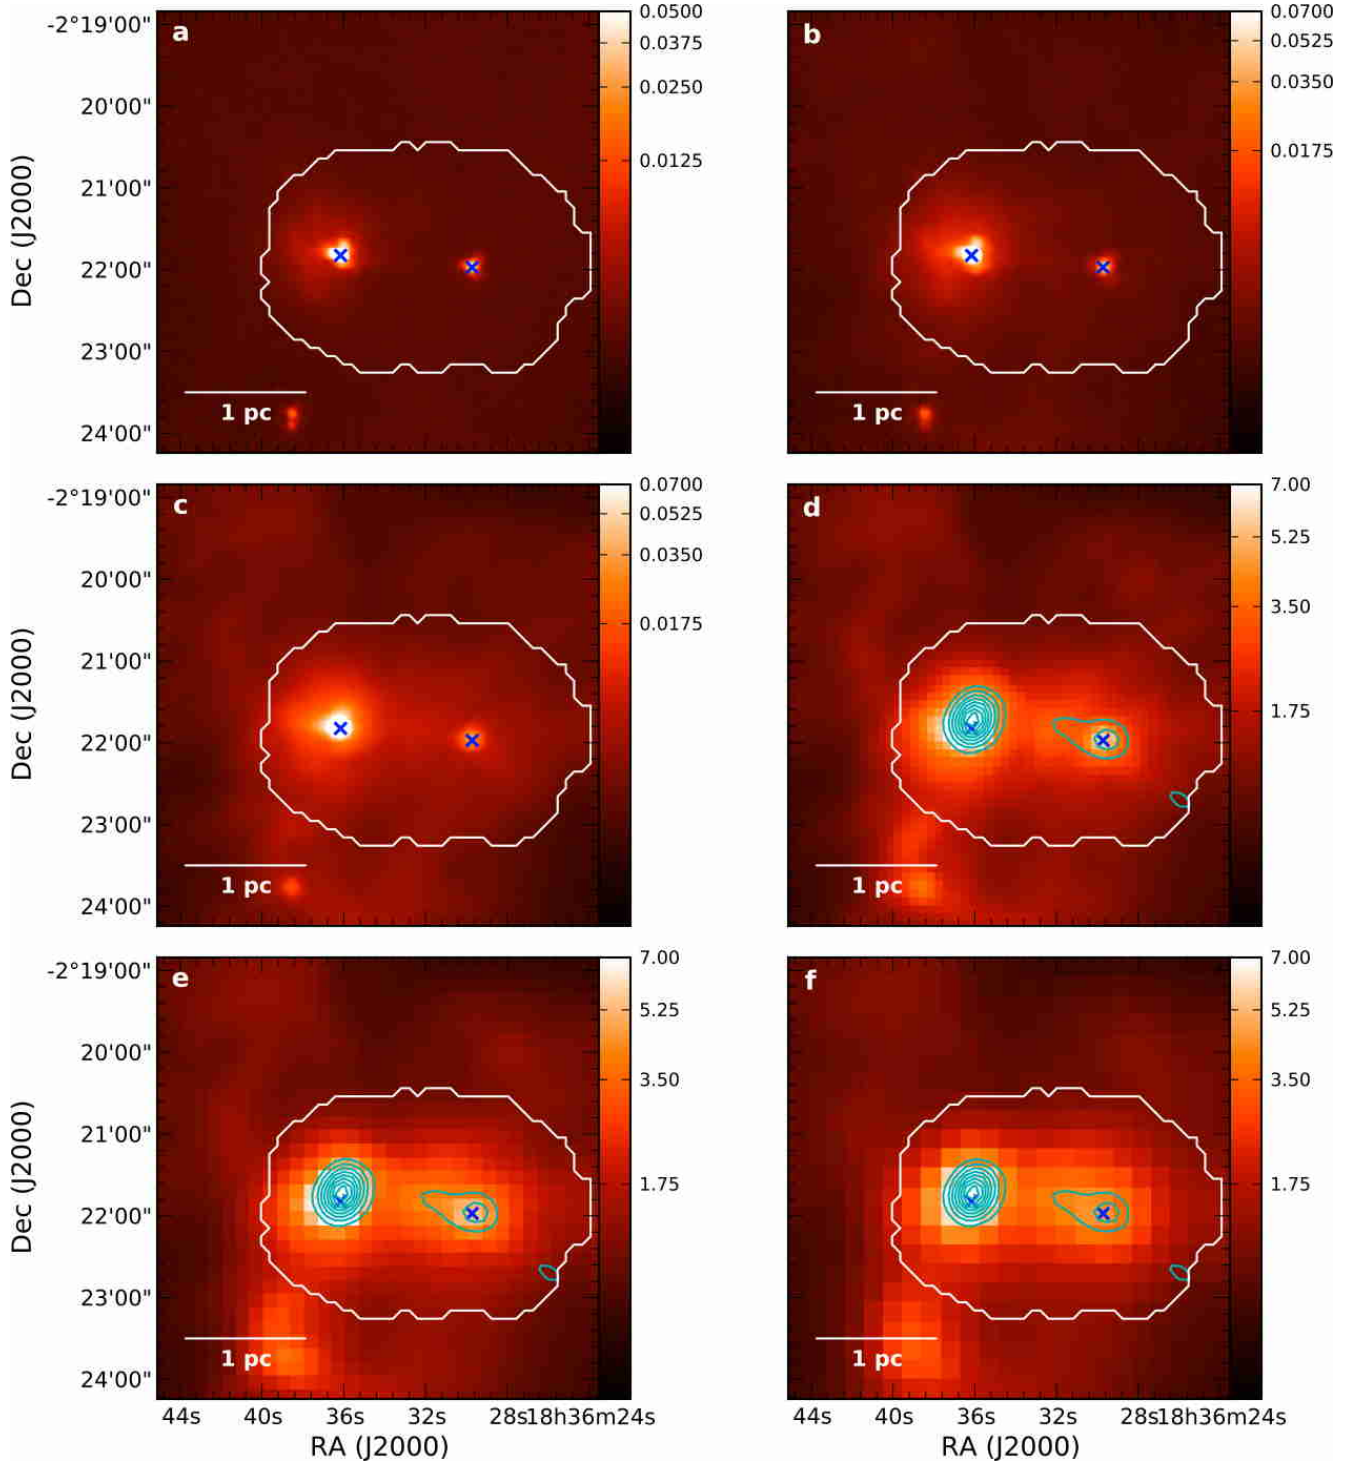 a
-2°19'00"
20'00"
21'00"
22'00"
23'00"
24'00"
Dec (J2000)
1 pc
0.0500
0.0375
0.0250
0.0125
b
1 pc
0.0700
0.0525
0.0350
0.0175
c
-2°19'00"
20'00"
21'00"
22'00"
23'00"
24'00"
Dec (J2000)
1 pc
0.0700
0.0525
0.0350
0.0175
d
1 pc
7.00
5.25
3.50
1.75
e
-2°19'00"
20'00"
21'00"
22'00"
23'00"
24'00"
Dec (J2000)
1 pc
7.00
5.25
3.50
1.75
44s 40s 36s 32s 28s18h36m24s
RA (J2000)
f
1 pc
7.00
5.25
3.50
1.75
44s 40s 36s 32s 28s18h36m24s
RA (J2000)